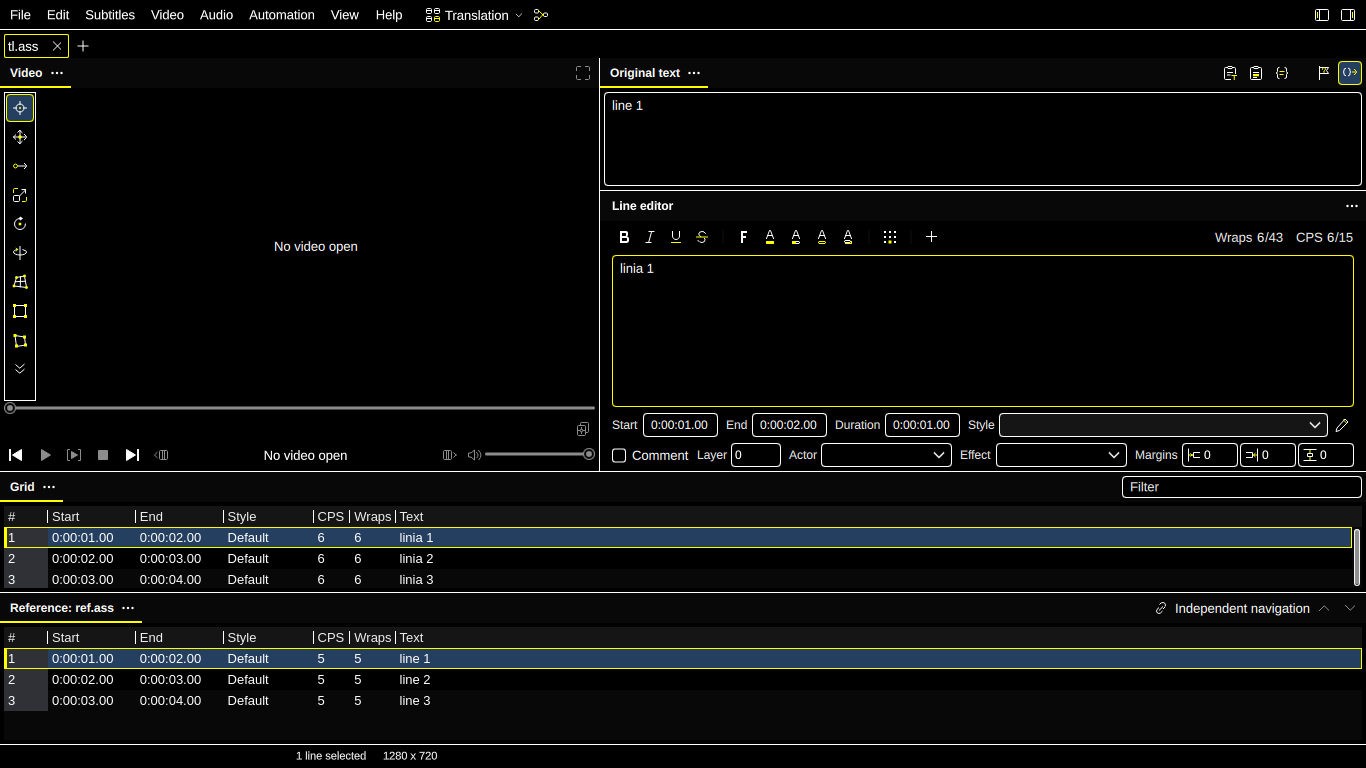 File Edit Subtitles Video Audio Automation View Help Translation
tl.ass
Video
No video open
No video open
Original text
line 1
Line editor
B I U S F A A A A Wraps 6/43 CPS 6/15
linia 1
Start 0:00:01.00 End 0:00:02.00 Duration 0:00:01.00 Style
Comment Layer 0 Actor Effect Margins 0 0 0
Grid Filter
# Start End Style CPS Wraps Text
1 0:00:01.00 0:00:02.00 Default 6 6 linia 1
2 0:00:02.00 0:00:03.00 Default 6 6 linia 2
3 0:00:03.00 0:00:04.00 Default 6 6 linia 3
Reference: ref.ass Independent navigation
# Start End Style CPS Wraps Text
1 0:00:01.00 0:00:02.00 Default 5 5 line 1
2 0:00:02.00 0:00:03.00 Default 5 5 line 2
3 0:00:03.00 0:00:04.00 Default 5 5 line 3
1 line selected 1280 x 720